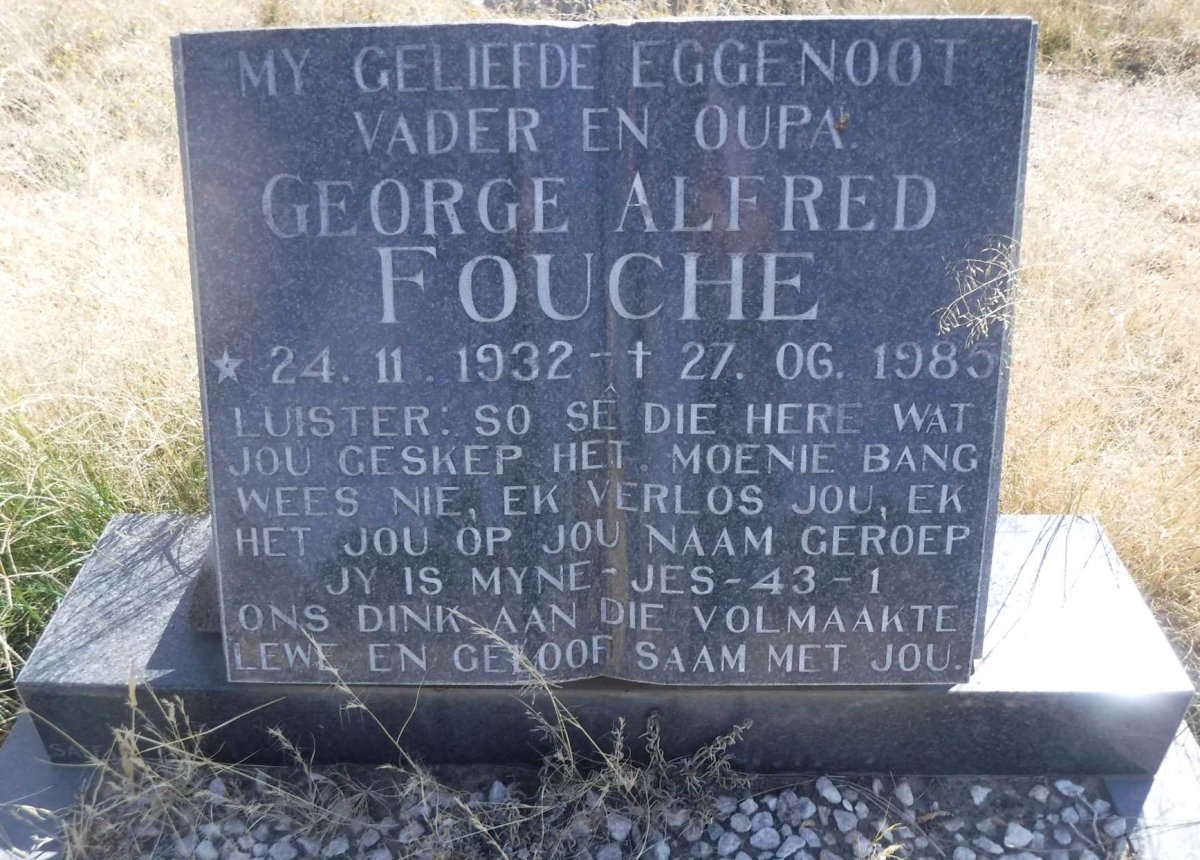 MY GELIEFDE EGGENOOT
VADER EN OUPA.
GEORGE ALFRED
FOUCHE
★ 24. 11. 1932 - † 27. 06. 1985
LUISTER: SO SÊ DIE HERE WAT
JOU GESKEP HET. MOENIE BANG
WEES NIE, EK VERLOS JOU, EK
HET JOU OP JOU NAAM GEROEP
JY IS MYNE - JES - 43 - 1
ONS DINK AAN DIE VOLMAAKTE
LEWE EN GELOOF SAAM MET JOU.